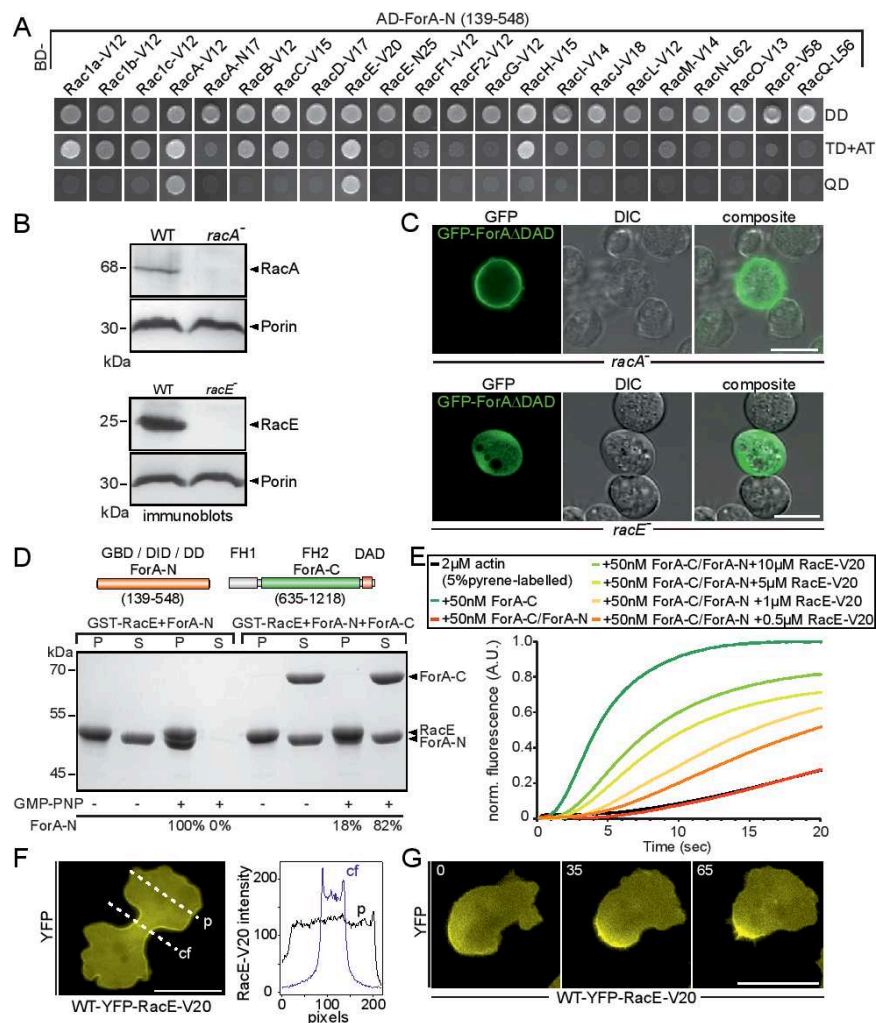 A
AD-ForA-N (139-548)
BD-
Rac1a-V12
Rac1b-V12
Rac1c-V12
RacA-V12
RacA-N17
RacB-V12
RacC-V15
RacD-V17
RacE-V20
RacE-N25
RacF1-V12
RacF2-V12
RacG-V12
RacH-V15
RacI-V14
RacJ-V18
RacL-V12
RacM-V14
RacN-L62
RacO-V13
RacP-V58
RacQ-L56
DD
TD+AT
QD
B
WT racA-
68
RacA
30
Porin
kDa
WT racE-
25
RacE
30
Porin
kDa
immunoblots
C
GFP DIC composite
GFP-ForAΔDAD
racA-
GFP DIC composite
GFP-ForAΔDAD
racE-
D
GBD / DID / DD FH1 FH2 DAD
ForA-N ForA-C
(139-548) (635-1218)
GST-RacE+ForA-N GST-RacE+ForA-N+ForA-C
P S P S P S P S
kDa
70
ForA-C
55
RacE
ForA-N
45
GMP-PNP - - + + - - + +
ForA-N 100% 0% 18% 82%
E
2µM actin
(5%pyrene-labelled)
+50nM ForA-C
+50nM ForA-C/ForA-N
+50nM ForA-C/ForA-N+10µM RacE-V20
+50nM ForA-C/ForA-N+5µM RacE-V20
+50nM ForA-C/ForA-N +1µM RacE-V20
+50nM ForA-C/ForA-N +0.5µM RacE-V20
norm. fluorescence (A.U.)
1.0
0.8
0.6
0.4
0.2
0
0 5 10 15 20
Time (sec)
F
YFP
p
cf
WT-YFP-RacE-V20
RacE-V20 intensity
200
150
100
50
0
cf
p
0 100 200
pixels
G
YFP
0 35 65
WT-YFP-RacE-V20